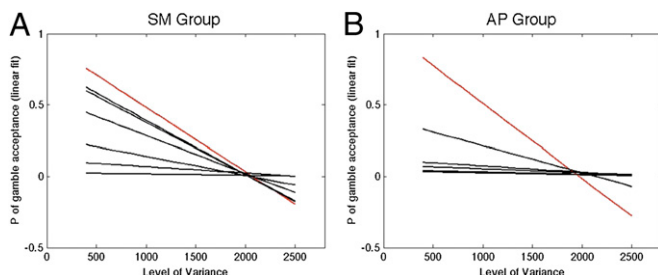 A
SM Group
P of gamble acceptance (linear fit)
1
0.5
0
-0.5
0
500
1000
1500
2000
2500
Level of Variance
B
AP Group
P of gamble acceptance (linear fit)
1
0.5
0
-0.5
0
500
1000
1500
2000
2500
Level of Variance